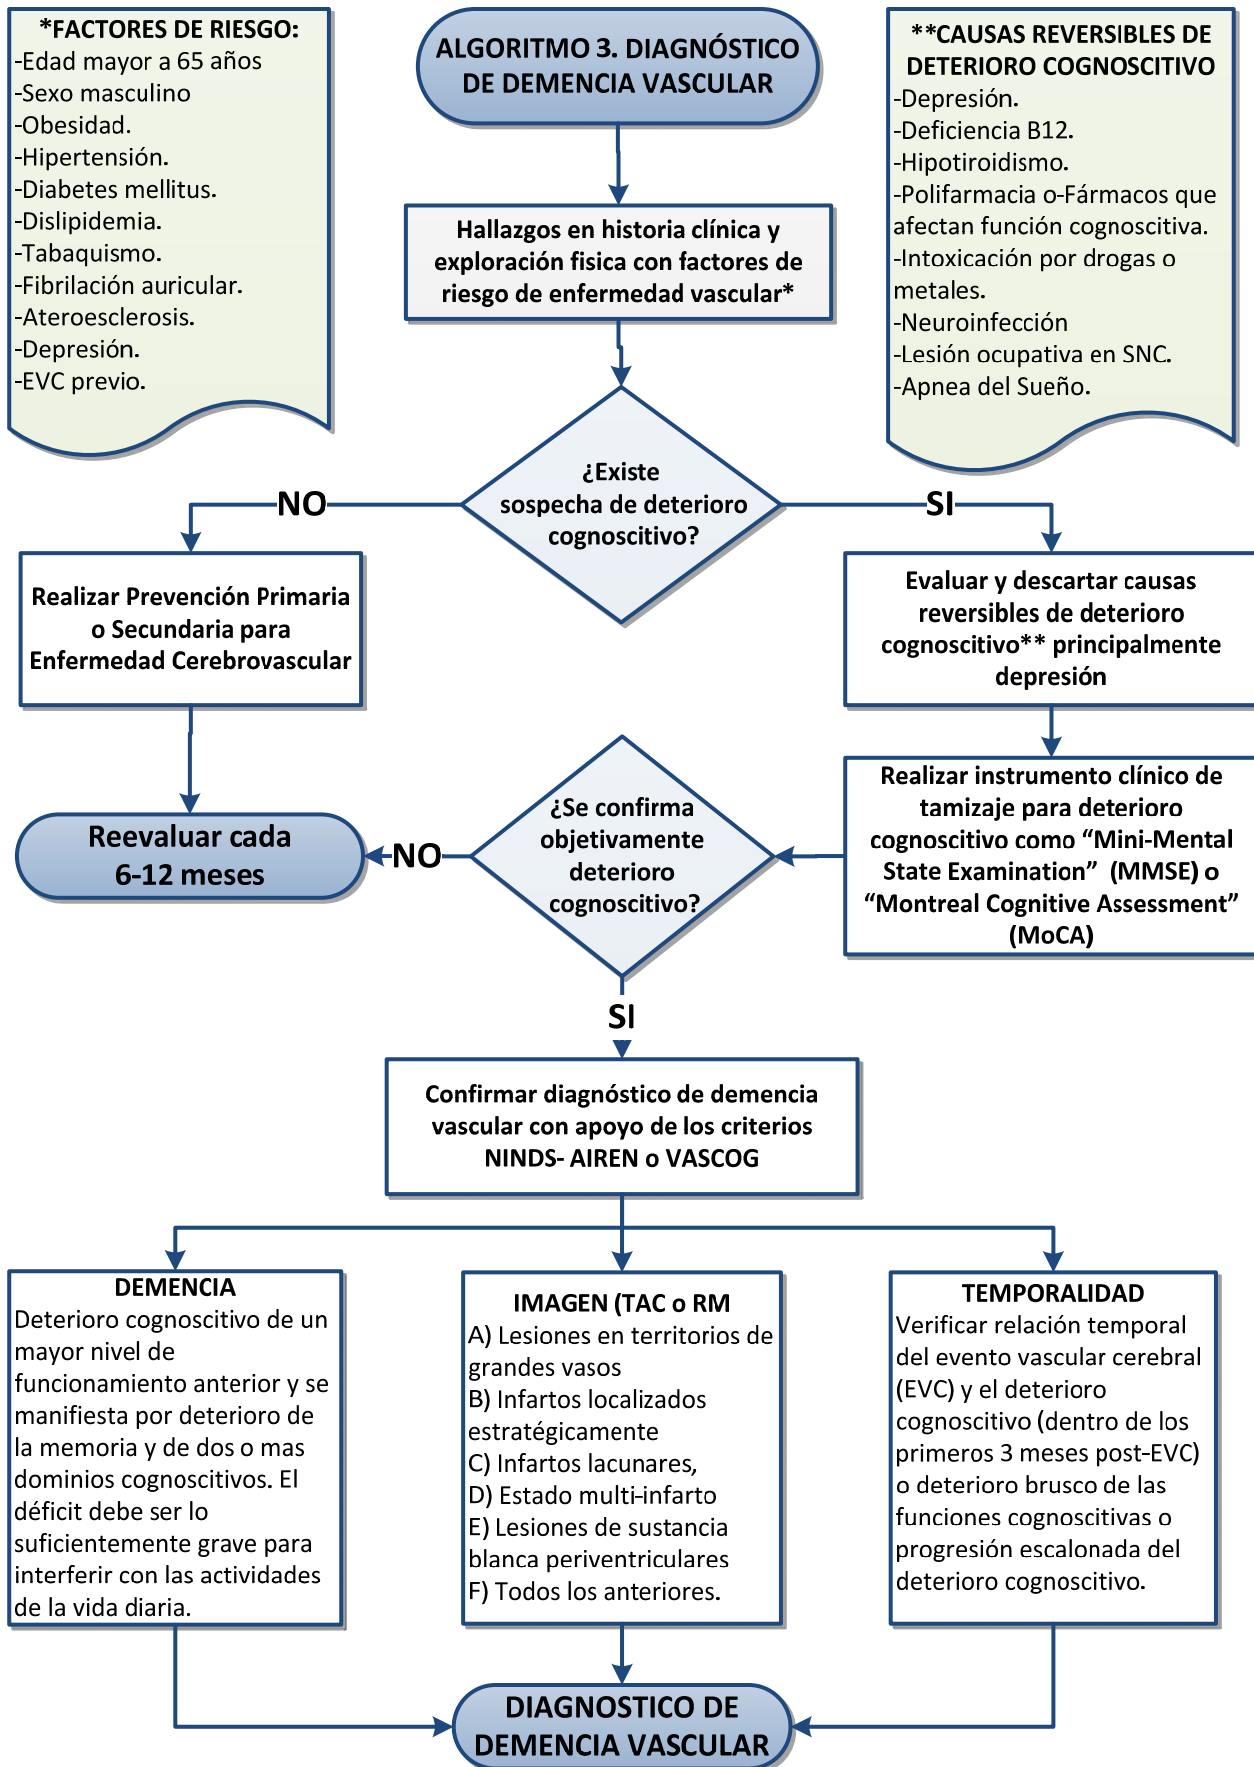 *FACTORES DE RIESGO:
-Edad mayor a 65 años
-Sexo masculino
-Obesidad.
-Hipertensión.
-Diabetes mellitus.
-Dislipidemia.
-Tabaquismo.
-Fibrilación auricular.
-Ateroesclerosis.
-Depresión.
-EVC previo.
ALGORITMO 3. DIAGNÓSTICO
DE DEMENCIA VASCULAR
**CAUSAS REVERSIBLES DE
DETERIORO COGNOSCITIVO
-Depresión.
-Deficiencia B12.
-Hipotiroidismo.
-Polifarmacia o-Fármacos que
afectan función cognoscitiva.
-Intoxicación por drogas o
metales.
-Neuroinfección
-Lesión ocupativa en SNC.
-Apnea del Sueño.
Hallazgos en historia clínica y
exploración fisica con factores de
riesgo de enfermedad vascular*
¿Existe
sospecha de deterioro
cognoscitivo?
NO
SI
Realizar Prevención Primaria
o Secundaria para
Enfermedad Cerebrovascular
Evaluar y descartar causas
reversibles de deterioro
cognoscitivo** principalmente
depresión
Realizar instrumento clínico de
tamizaje para deterioro
cognoscitivo como “Mini-Mental
State Examination” (MMSE) o
“Montreal Cognitive Assessment”
(MoCA)
¿Se confirma
objetivamente
deterioro
cognoscitivo?
NO
Reevaluar cada
6-12 meses
SI
Confirmar diagnóstico de demencia
vascular con apoyo de los criterios
NINDS- AIREN o VASCOG
DEMENCIA
Deterioro cognoscitivo de un
mayor nivel de
funcionamiento anterior y se
manifiesta por deterioro de
la memoria y de dos o mas
dominios cognoscitivos. El
déficit debe ser lo
suficientemente grave para
interferir con las actividades
de la vida diaria.
IMAGEN (TAC o RM
A) Lesiones en territorios de
grandes vasos
B) Infartos localizados
estratégicamente
C) Infartos lacunares,
D) Estado multi-infarto
E) Lesiones de sustancia
blanca periventriculares
F) Todos los anteriores.
TEMPORALIDAD
Verificar relación temporal
del evento vascular cerebral
(EVC) y el deterioro
cognoscitivo (dentro de los
primeros 3 meses post-EVC)
o deterioro brusco de las
funciones cognoscitivas o
progresión escalonada del
deterioro cognoscitivo.
DIAGNOSTICO DE
DEMENCIA VASCULAR